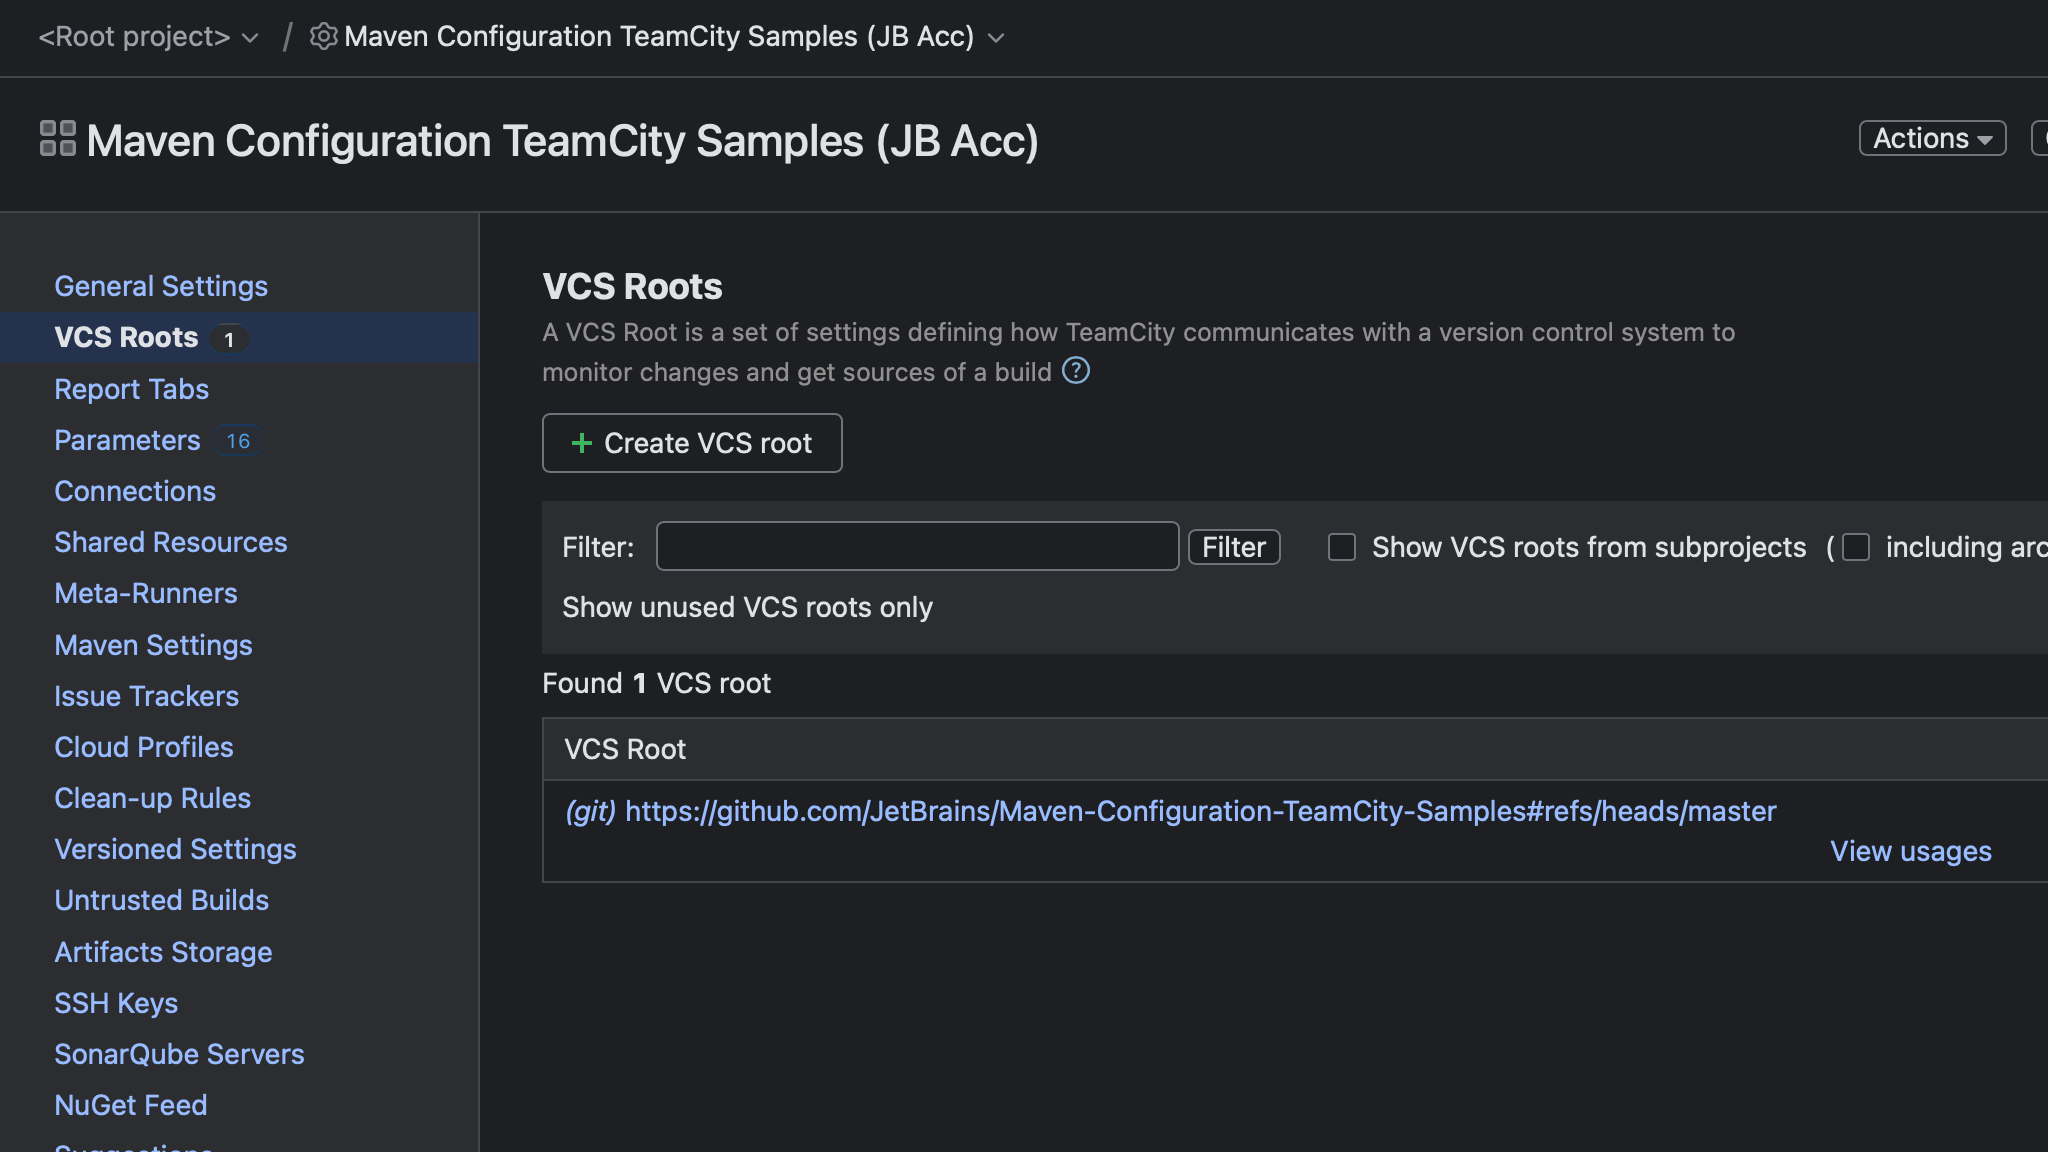 <Root project> / Maven Configuration TeamCity Samples (JB Acc)
Maven Configuration TeamCity Samples (JB Acc)
Actions
General Settings
VCS Roots 1
Report Tabs
Parameters 16
Connections
Shared Resources
Meta-Runners
Maven Settings
Issue Trackers
Cloud Profiles
Clean-up Rules
Versioned Settings
Untrusted Builds
Artifacts Storage
SSH Keys
SonarQube Servers
NuGet Feed
VCS Roots
A VCS Root is a set of settings defining how TeamCity communicates with a version control system to
monitor changes and get sources of a build ?
+ Create VCS root
Filter: Filter Show VCS roots from subprojects ( including arc
Show unused VCS roots only
Found 1 VCS root
VCS Root
(git) https://github.com/JetBrains/Maven-Configuration-TeamCity-Samples#refs/heads/master
View usages